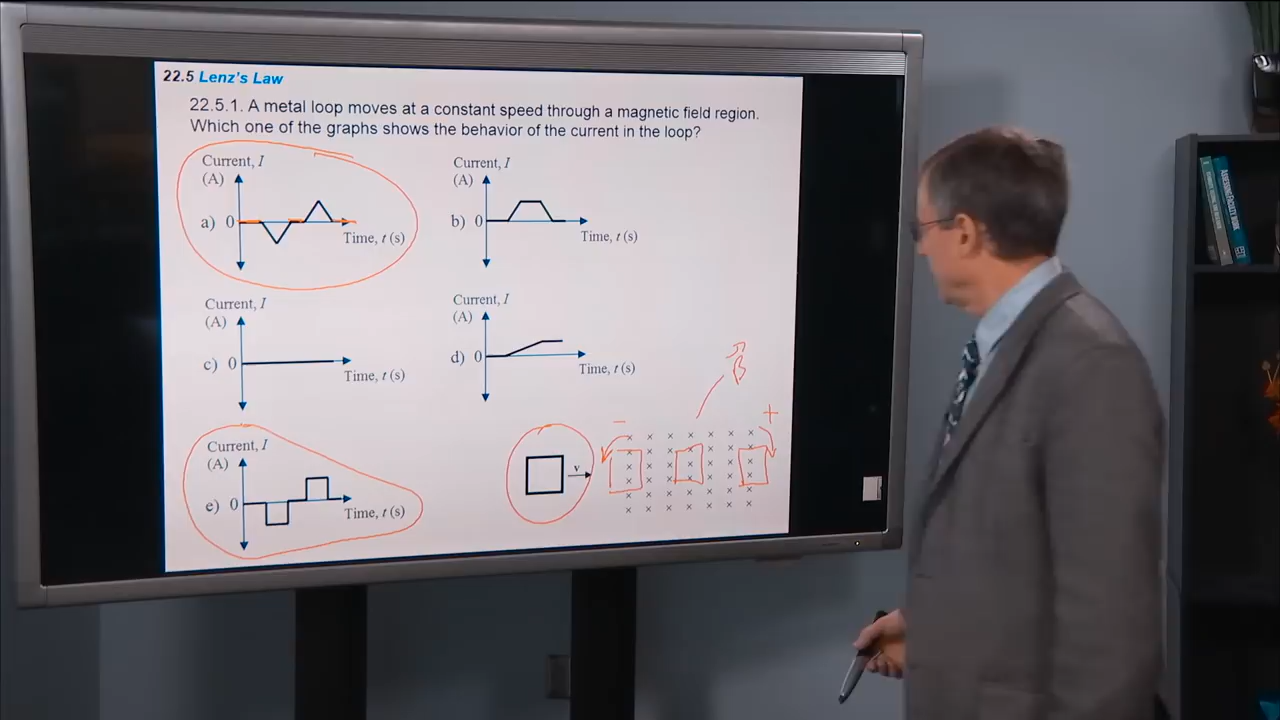 22.5 Lenz's Law
22.5.1. A metal loop moves at a constant speed through a magnetic field region.
Which one of the graphs shows the behavior of the current in the loop?
Current, I
(A)
a) 0
Time, t (s)
Current, I
(A)
b) 0
Time, t (s)
Current, I
(A)
c) 0
Time, t (s)
Current, I
(A)
d) 0
Time, t (s)
Current, I
(A)
e) 0
Time, t (s)
v
B
−
+
× × × × × × ×
× × × × × × ×
× × × × × × ×
× × × × × × ×
× × × × × × ×